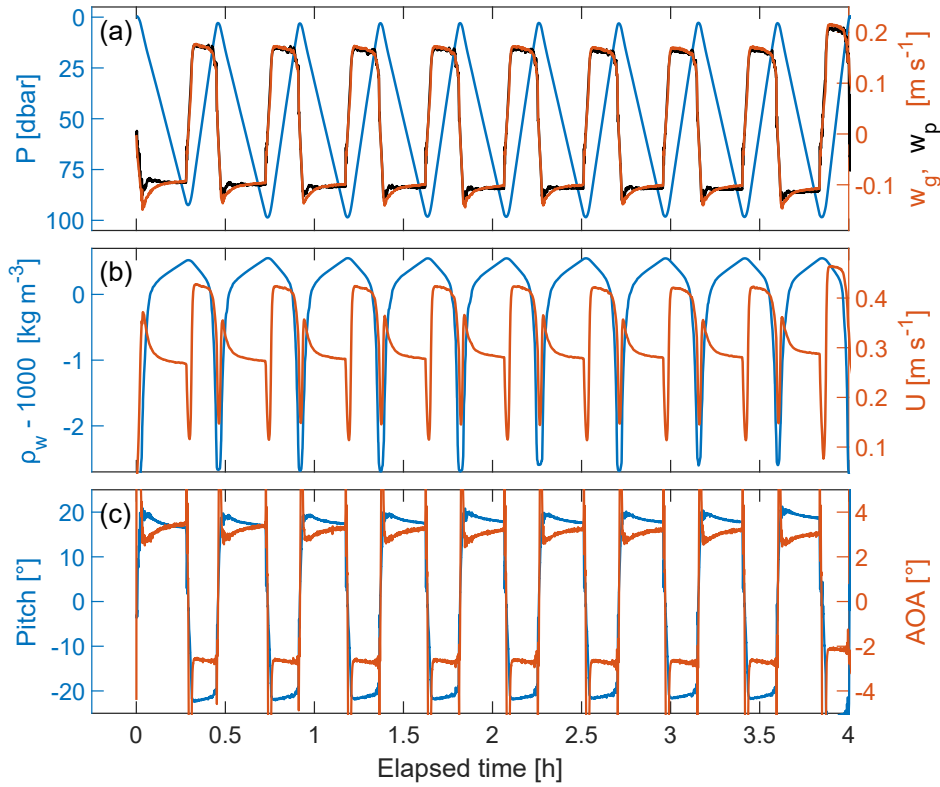 (a)
0
25
50
75
100
P [dbar]
0.2
0.1
0
-0.1
w_g, w_p [m s^-1]
(b)
0
-1
-2
ρ_w - 1000 [kg m^-3]
0.4
0.3
0.2
0.1
U [m s^-1]
(c)
20
10
0
-10
-20
Pitch [°]
4
2
0
-2
-4
AOA [°]
0 0.5 1 1.5 2 2.5 3 3.5 4
Elapsed time [h]